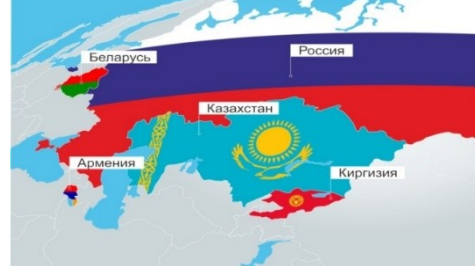 Россия
Беларусь
Казахстан
Армения
Киргизия